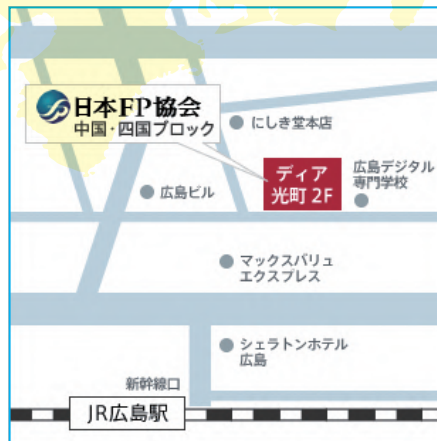 日本FP協会
中国・四国ブロック
にしき堂本店
ディア
光町 2F
広島デジタル
専門学校
広島ビル
マックスバリュ
エクスプレス
シェラトンホテル
広島
新幹線口
JR広島駅